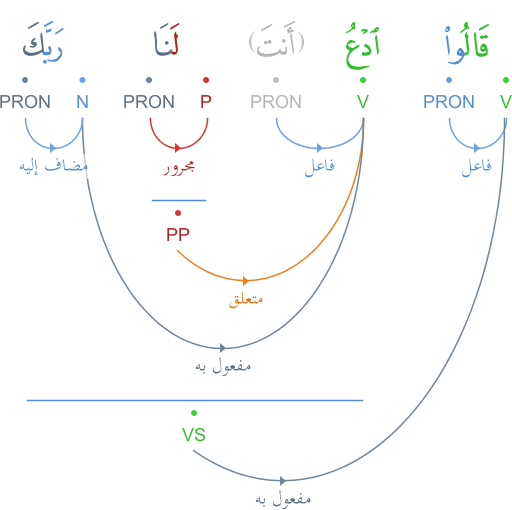 قَالُوا۟ ٱدْعُ (أَنتَ) لَنَا رَبَّكَ
V PRON V PRON P PRON N PRON
فاعل فاعل مجرور مضاف إليه
PP
متعلق
مفعول به
VS
مفعول به